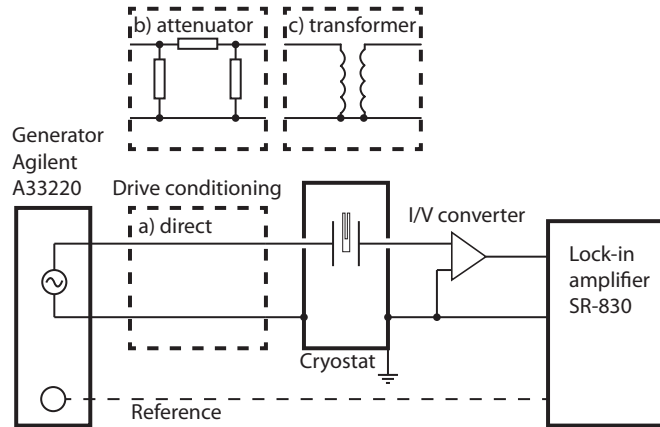 b) attenuator
c) transformer
Generator
Agilent
A33220
Drive conditioning
a) direct
I/V converter
Lock-in
amplifier
SR-830
Cryostat
Reference